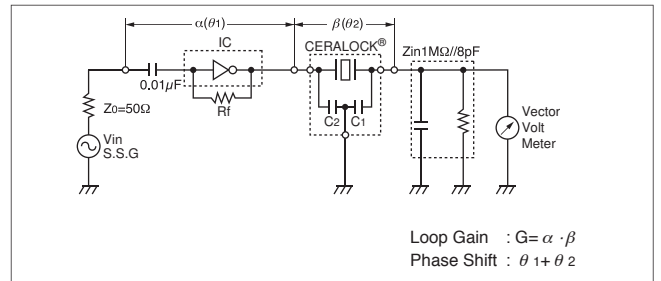 α(θ1)
β(θ2)
IC
CERALOCK®
Zin1MΩ//8pF
0.01µF
Rf
Z0=50Ω
C2
C1
Vin
S.S.G
Vector
Volt
Meter
Loop Gain : G= α · β
Phase Shift : θ 1+ θ 2